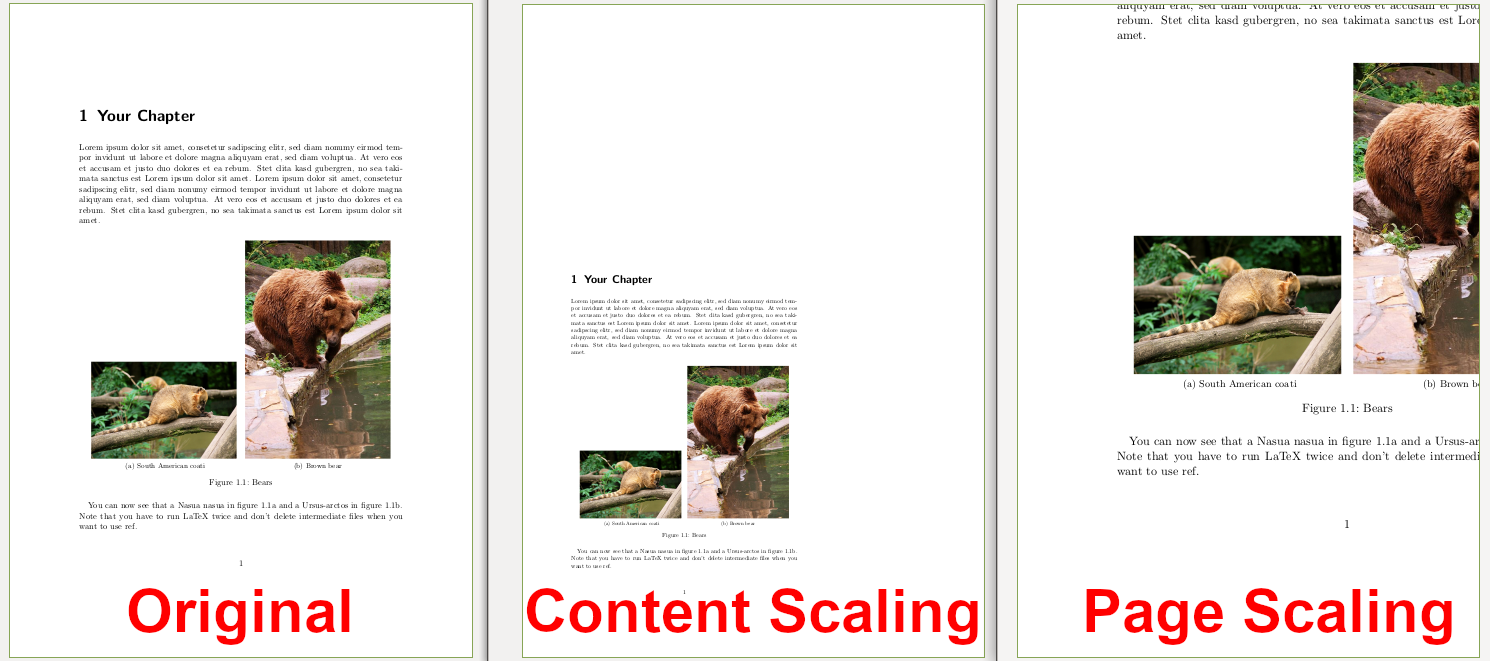 1 Your Chapter
Lorem ipsum dolor sit amet, consetetur sadipscing elitr, sed diam nonumy eirmod tem-
por invidunt ut labore et dolore magna aliquyam erat, sed diam voluptua. At vero eos
et accusam et justo duo dolores et ea rebum. Stet clita kasd gubergren, no sea taki-
mata sanctus est Lorem ipsum dolor sit amet. Lorem ipsum dolor sit amet, consetetur
sadipscing elitr, sed diam nonumy eirmod tempor invidunt ut labore et dolore magna
aliquyam erat, sed diam voluptua. At vero eos et accusam et justo duo dolores et ea
rebum. Stet clita kasd gubergren, no sea takimata sanctus est Lorem ipsum dolor sit
amet.
(a) South American coati
(b) Brown bear
Figure 1.1: Bears
You can now see that a Nasua nasua in figure 1.1a and a Ursus-arctos in figure 1.1b.
Note that you have to run LaTeX twice and don't delete intermediate files when you
want to use ref.
1
Original
1 Your Chapter
Lorem ipsum dolor sit amet, consetetur sadipscing elitr, sed diam nonumy eirmod tem-
por invidunt ut labore et dolore magna aliquyam erat, sed diam voluptua. At vero eos
et accusam et justo duo dolores et ea rebum. Stet clita kasd gubergren, no sea taki-
mata sanctus est Lorem ipsum dolor sit amet. Lorem ipsum dolor sit amet, consetetur
sadipscing elitr, sed diam nonumy eirmod tempor invidunt ut labore et dolore magna
aliquyam erat, sed diam voluptua. At vero eos et accusam et justo duo dolores et ea
rebum. Stet clita kasd gubergren, no sea takimata sanctus est Lorem ipsum dolor sit
amet.
(a) South American coati
(b) Brown bear
Figure 1.1: Bears
You can now see that a Nasua nasua in figure 1.1a and a Ursus-arctos in figure 1.1b.
Note that you have to run LaTeX twice and don't delete intermediate files when you
want to use ref.
1
Content Scaling
aliquyam erat, sed diam voluptua. At vero eos et accusam et justo
rebum. Stet clita kasd gubergren, no sea takimata sanctus est Lore
amet.
(a) South American coati
(b) Brown b
Figure 1.1: Bears
You can now see that a Nasua nasua in figure 1.1a and a Ursus-ar
Note that you have to run LaTeX twice and don't delete intermedi
want to use ref.
1
Page Scaling